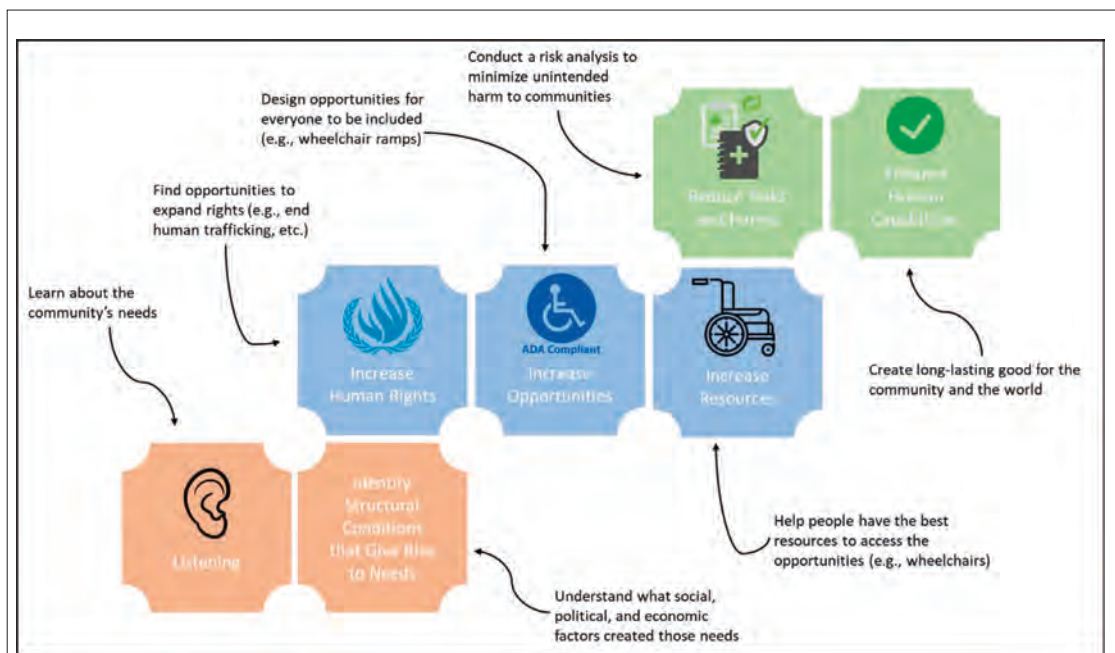 Conduct a risk analysis to
minimize unintended
harm to communities
Design opportunities for
everyone to be included
(e.g., wheelchair ramps)
Find opportunities to
expand rights (e.g., end
human trafficking, etc.)
Learn about the
community's needs
Reduce Risks
and Harms
Human
Capabilities
ADA Compliant
Increase
Human Rights
Increase
Opportunities
Increase
Resources
Create long-lasting good for the
community and the world
Listening
Identify
Structural
Conditions
that Give Rise
to Needs
Help people have the best
resources to access the
opportunities (e.g., wheelchairs)
Understand what social,
political, and economic
factors created those needs